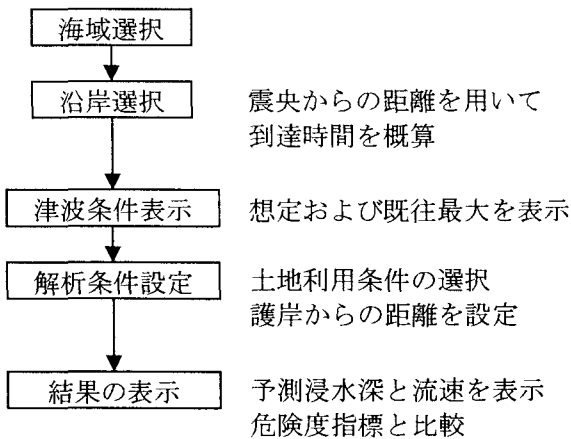 海域選択
沿岸選択
震央からの距離を用いて
到達時間を概算
津波条件表示
想定および既往最大を表示
解析条件設定
土地利用条件の選択
護岸からの距離を設定
結果の表示
予測浸水深と流速を表示
危険度指標と比較